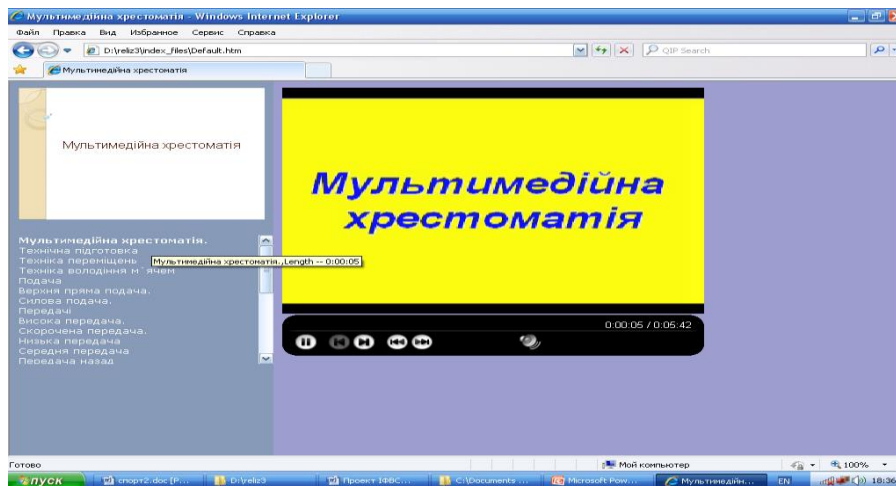 Мультимедійна хрестоматія - Windows Internet Explorer
Файл Правка Вид Избранное Сервис Справка
D:\reliz3\index_files\Default.htm
QIP Search
Мультимедійна хрестоматія
Мультимедійна хрестоматія
Мультимедійна
хрестоматія
Мультимедійна хрестоматія.
Технічна підготовка
Техніка переміщень
Мультимедійна хрестоматія.,Length -- 0:00:05
Техніка володіння м`ячем
Подача
Верхня пряма подача.
Силова подача.
Передачі
Висока передача.
Скорочена передача.
Низька передача
Середня передача
Передача назад
0:00:05 / 0:05:42
Готово
Мой компьютер
100%
пуск
спорт2.doc [Р...
D:\reliz3
Проект ІФВС...
C:\Documents ...
Microsoft Pow...
Мультимедійн...
EN
18:36